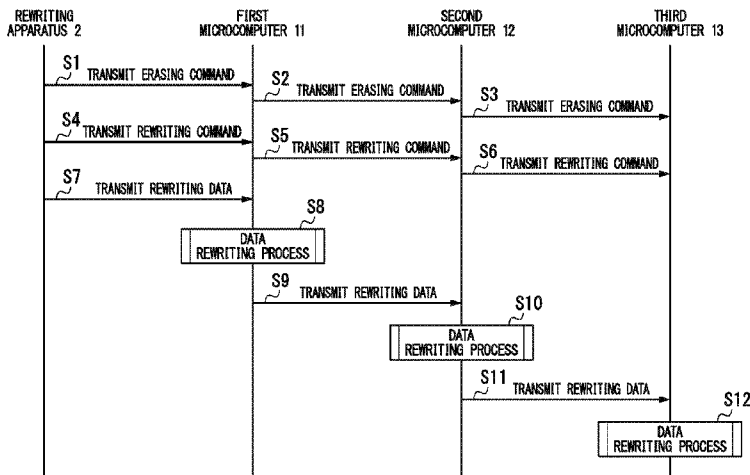 REWRITING
APPARATUS 2
FIRST
MICROCOMPUTER 11
SECOND
MICROCOMPUTER 12
THIRD
MICROCOMPUTER 13
S1
TRANSMIT ERASING COMMAND
S2
TRANSMIT ERASING COMMAND
S3
TRANSMIT ERASING COMMAND
S4
TRANSMIT REWRITING COMMAND
S5
TRANSMIT REWRITING COMMAND
S6
TRANSMIT REWRITING COMMAND
S7
TRANSMIT REWRITING DATA
S8
DATA
REWRITING PROCESS
S9
TRANSMIT REWRITING DATA
S10
DATA
REWRITING PROCESS
S11
TRANSMIT REWRITING DATA
S12
DATA
REWRITING PROCESS